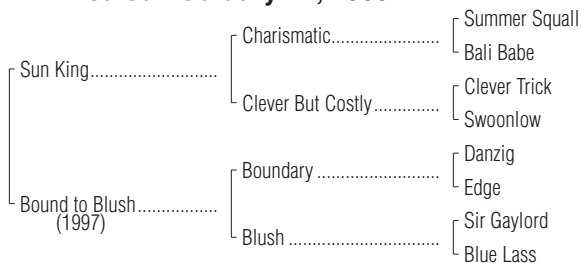 Charismatic
Summer Squall
Bali Babe
Sun King
Clever But Costly
Clever Trick
Swoonlow
Boundary
Danzig
Edge
Bound to Blush
(1997)
Blush
Sir Gaylord
Blue Lass